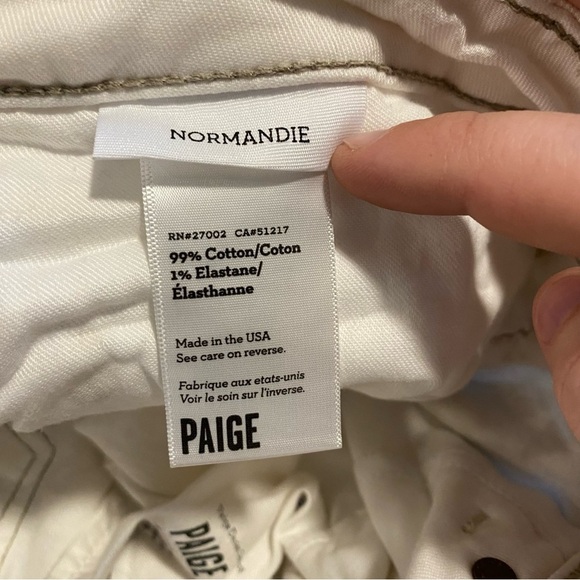 NORMANDIE
RN#27002 CA#51217
99% Cotton/Coton
1% Elastane/
Élasthanne
Made in the USA
See care on reverse.
Fabrique aux etats-unis
Voir le soin sur l'inverse.
PAIGE
PAIGE